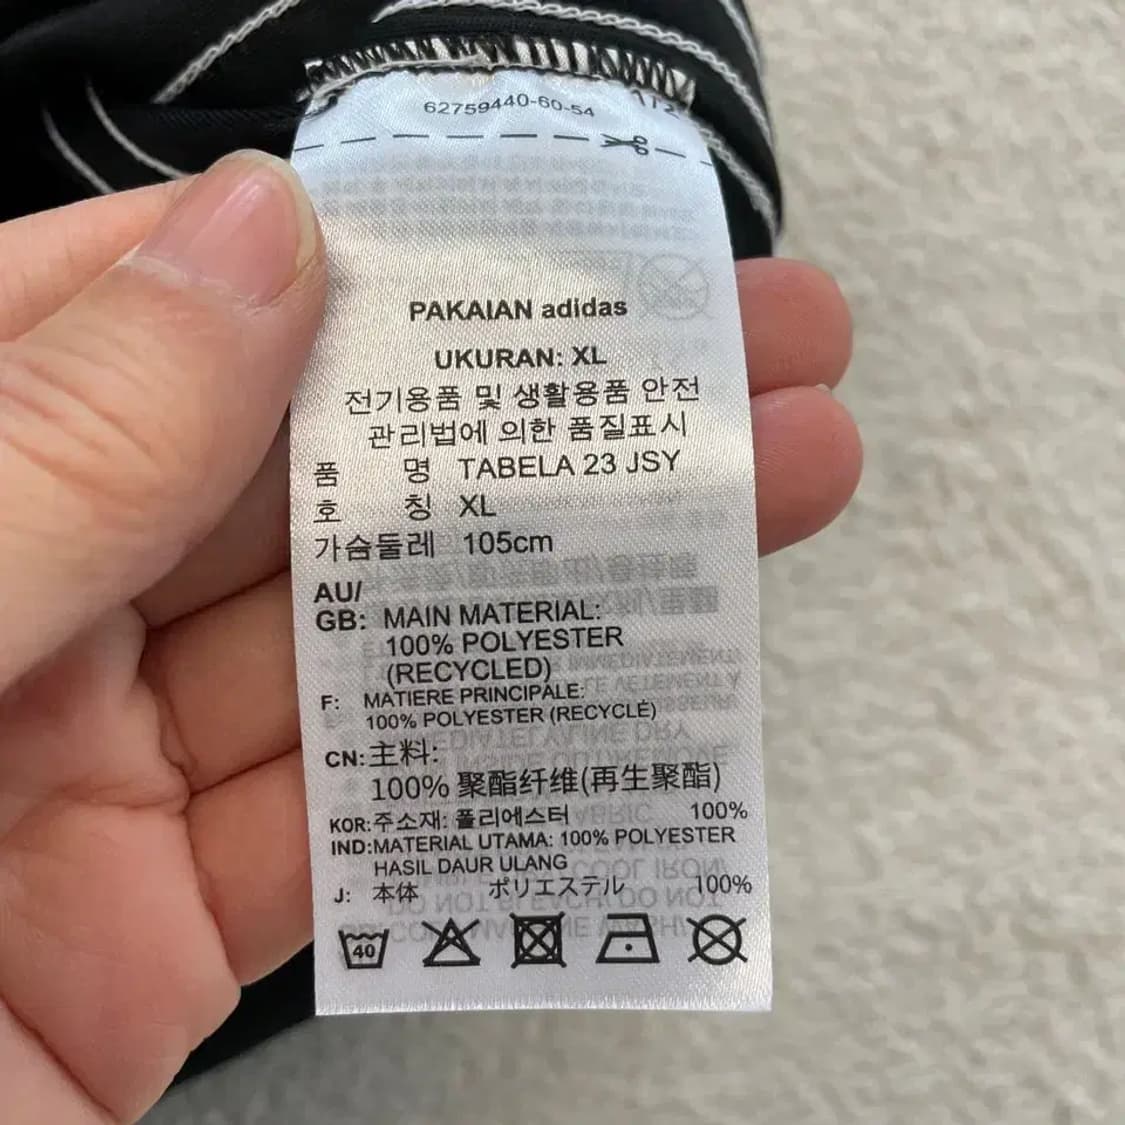 62759440-60-54
PAKAIAN adidas
UKURAN: XL
전기용품 및 생활용품 안전
관리법에 의한 품질표시
품 명 TABELA 23 JSY
호 칭 XL
가슴둘레 105cm
AU/
GB: MAIN MATERIAL:
100% POLYESTER
(RECYCLED)
F: MATIERE PRINCIPALE:
100% POLYESTER (RECYCLÉ)
CN: 主料:
100% 聚酯纤维(再生聚酯)
KOR: 주소재: 폴리에스터 100%
IND: MATERIAL UTAMA: 100% POLYESTER
HASIL DAUR ULANG
J: 本体 ポリエステル 100%
40